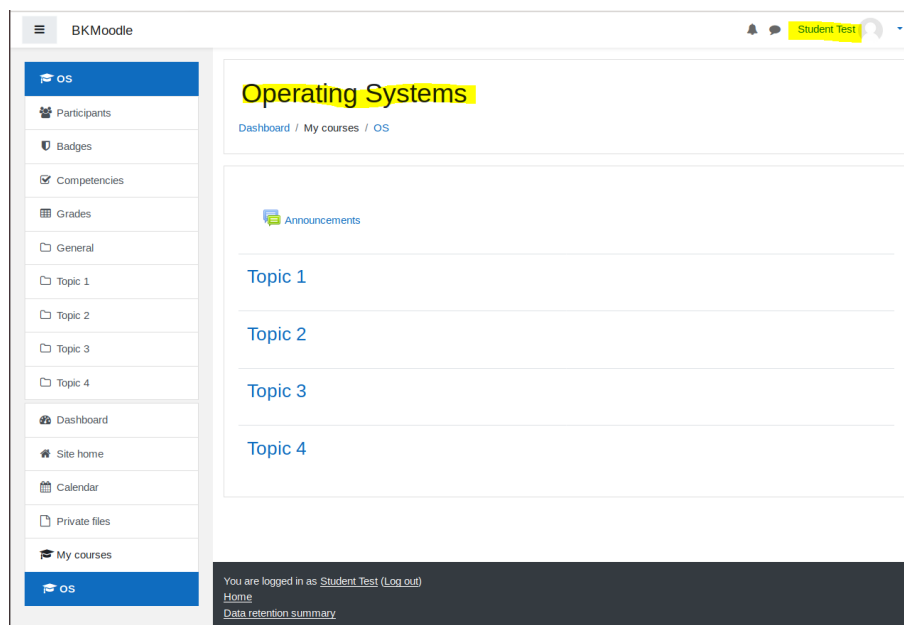 BKMoodle
Student Test
OS
Participants
Badges
Competencies
Grades
General
Topic 1
Topic 2
Topic 3
Topic 4
Dashboard
Site home
Calendar
Private files
My courses
OS
Operating Systems
Dashboard / My courses / OS
Announcements
Topic 1
Topic 2
Topic 3
Topic 4
You are logged in as Student Test (Log out)
Home
Data retention summary